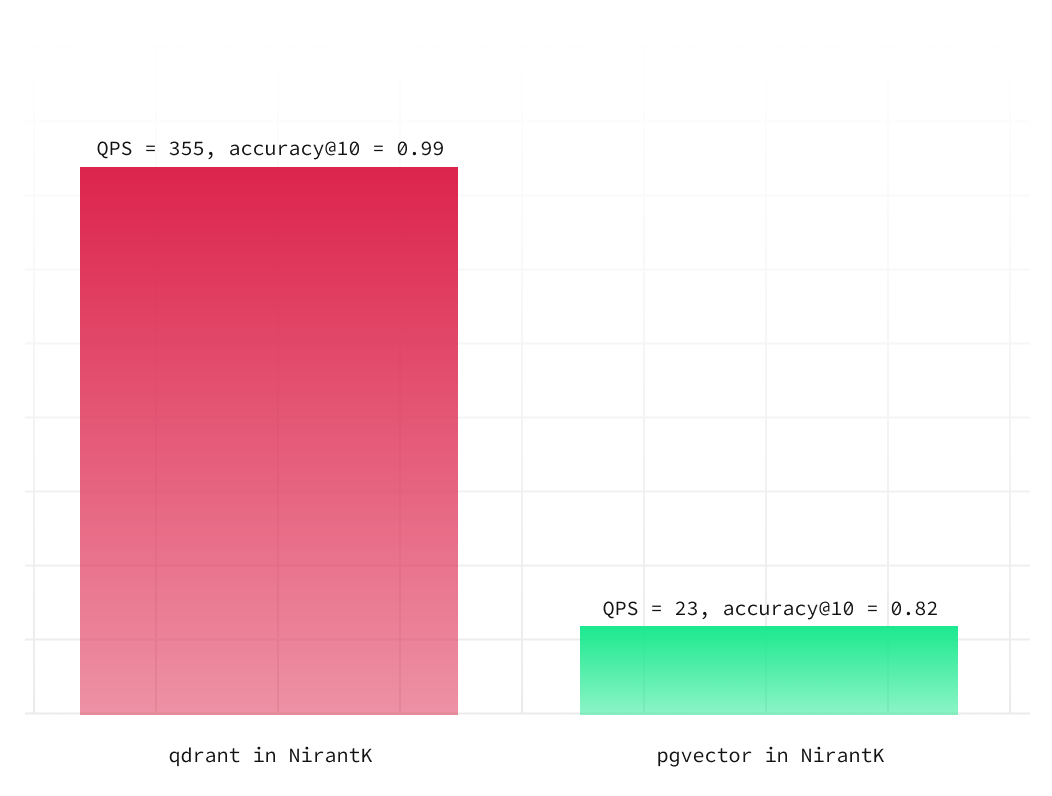 QPS = 355, accuracy@10 = 0.99
QPS = 23, accuracy@10 = 0.82
qdrant in NirantK
pgvector in NirantK